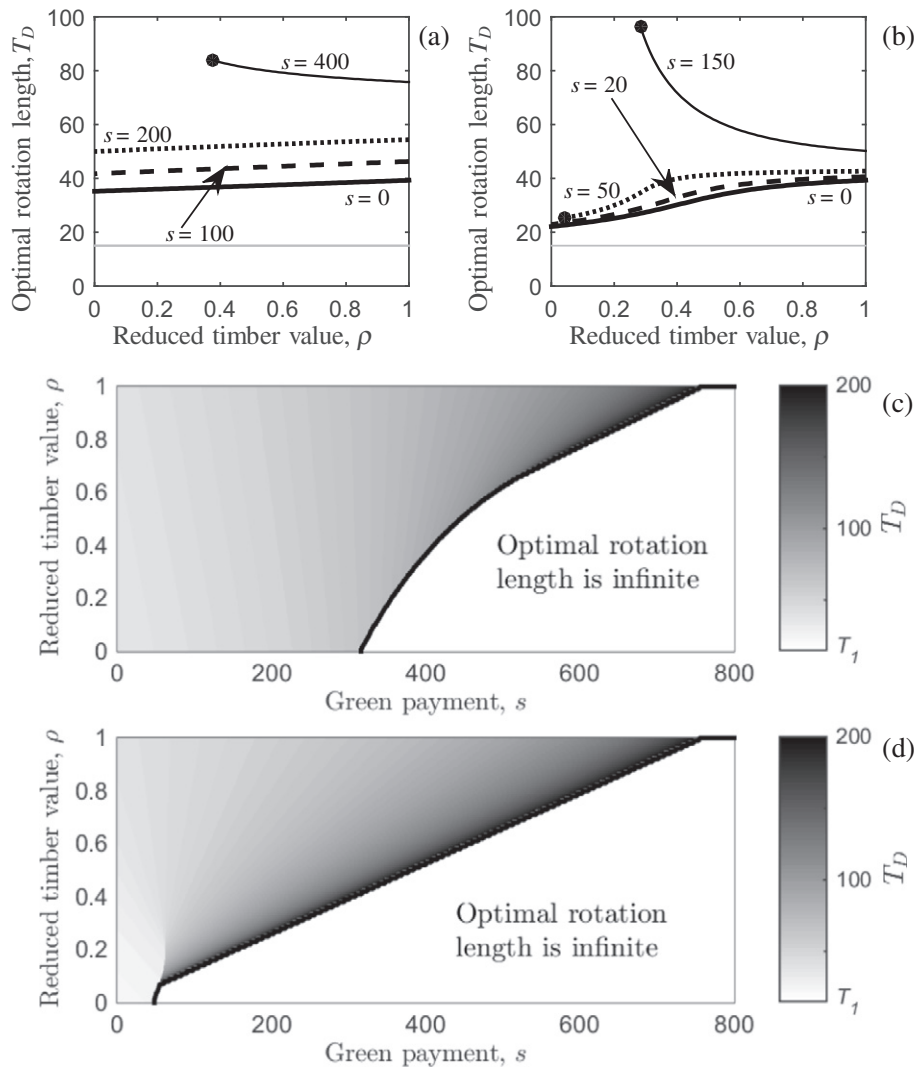 Optimal rotation length, T_D
100
80
60
40
20
0
(a)
s = 400
s = 200
s = 0
s = 100
0 0.2 0.4 0.6 0.8 1
Reduced timber value, ρ
Optimal rotation length, T_D
100
80
60
40
20
0
(b)
s = 150
s = 20
s = 50
s = 0
0 0.2 0.4 0.6 0.8 1
Reduced timber value, ρ
Reduced timber value, ρ
1
0.8
0.6
0.4
0.2
0
Optimal rotation
length is infinite
0 200 400 600 800
Green payment, s
200
100
T_1
T_D
(c)
Reduced timber value, ρ
1
0.8
0.6
0.4
0.2
0
Optimal rotation
length is infinite
0 200 400 600 800
Green payment, s
200
100
T_1
T_D
(d)